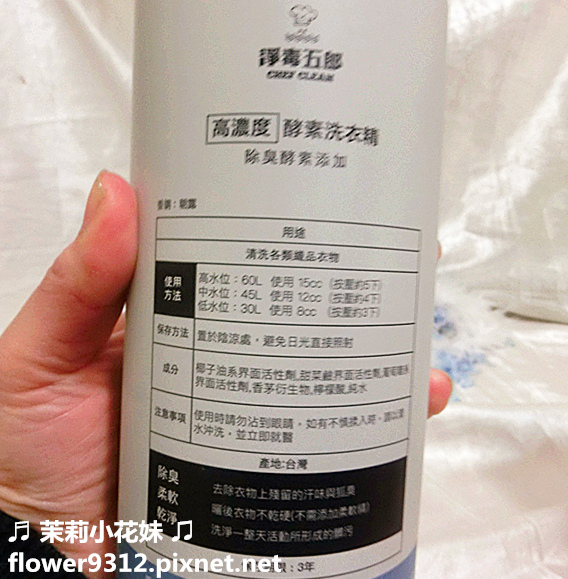 淨毒五郎
CHEF CLEAN
高濃度 酵素洗衣精
除臭酵素添加
香調：朝露
用途
清洗各類織品衣物
使用方法
高水位：60L 使用 15cc（按壓約5下）
中水位：45L 使用 12cc（按壓約4下）
低水位：30L 使用 8cc（按壓約3下）
保存方法 置於陰涼處，避免日光直接照射
成分
椰子油系界面活性劑,甜菜鹼界面活性劑,葡萄糖系
界面活性劑,香茅衍生物,檸檬酸,純水
注意事項
使用時請勿沾到眼睛，如有不慎揉入時，請以清
水沖洗，並立即就醫
產地:台灣
除臭 去除衣物上殘留的汗味與狐臭
柔軟 曬後衣物不乾硬(不需添加柔軟精)
乾淨 洗淨一整天活動所形成的髒污
：3年
♫ 茉莉小花妹 ♫
flower9312.pixnet.net